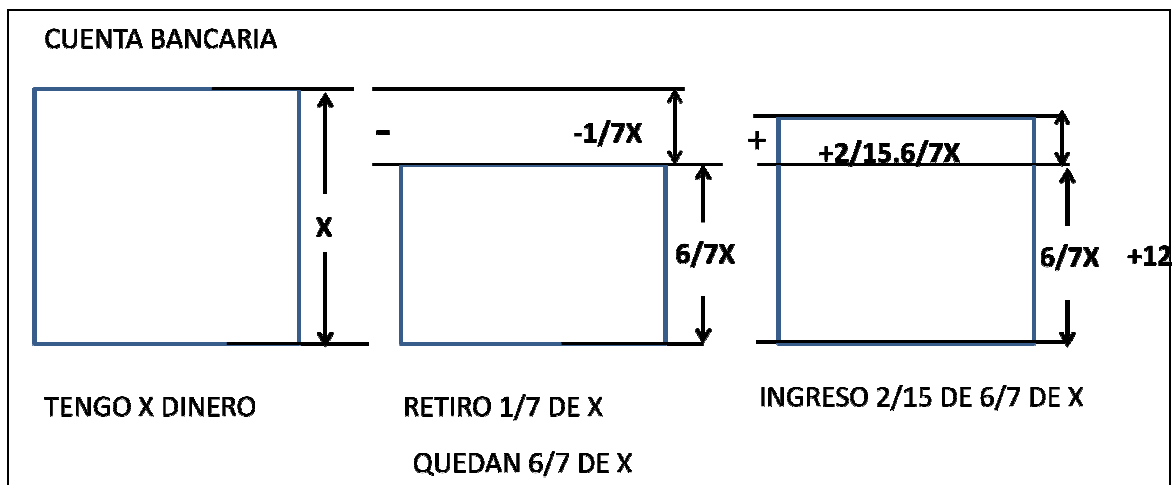 CUENTA BANCARIA
X
-
-1/7X
6/7X
+
+2/15.6/7X
6/7X +12
TENGO X DINERO
RETIRO 1/7 DE X
QUEDAN 6/7 DE X
INGRESO 2/15 DE 6/7 DE X